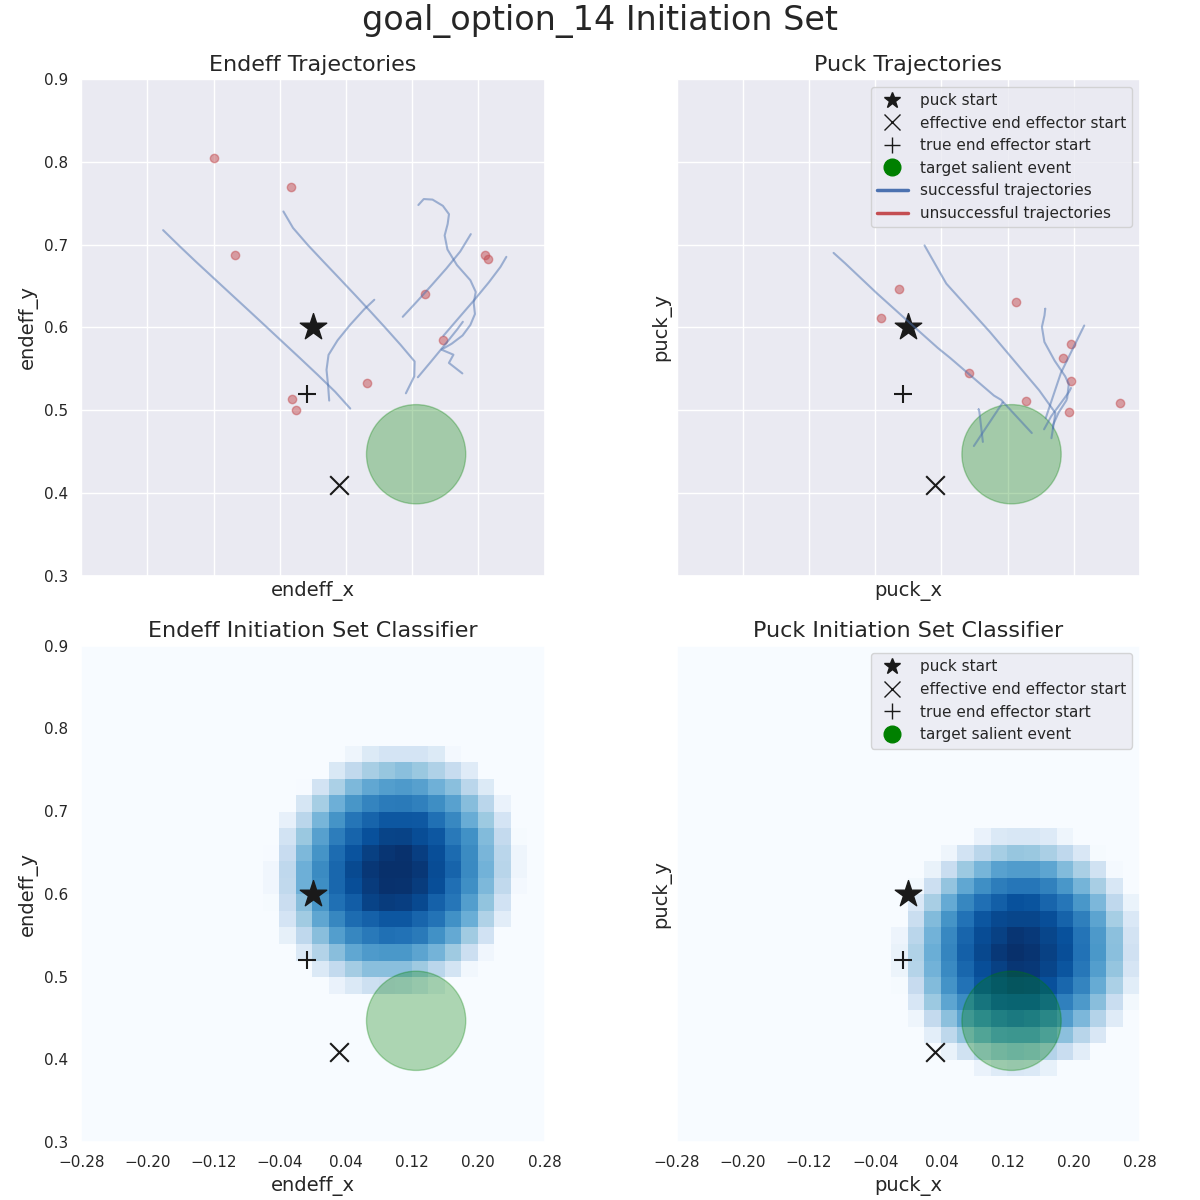 goal_option_14 Initiation Set
Endeff Trajectories
Puck Trajectories
0.9
0.8
0.7
0.6
0.5
0.4
0.3
endeff_y
endeff_x
puck_y
puck_x
puck start
effective end effector start
true end effector start
target salient event
successful trajectories
unsuccessful trajectories
Endeff Initiation Set Classifier
Puck Initiation Set Classifier
0.9
0.8
0.7
0.6
0.5
0.4
0.3
endeff_y
−0.28 −0.20 −0.12 −0.04 0.04 0.12 0.20 0.28
endeff_x
puck_y
puck start
effective end effector start
true end effector start
target salient event
−0.28 −0.20 −0.12 −0.04 0.04 0.12 0.20 0.28
puck_x